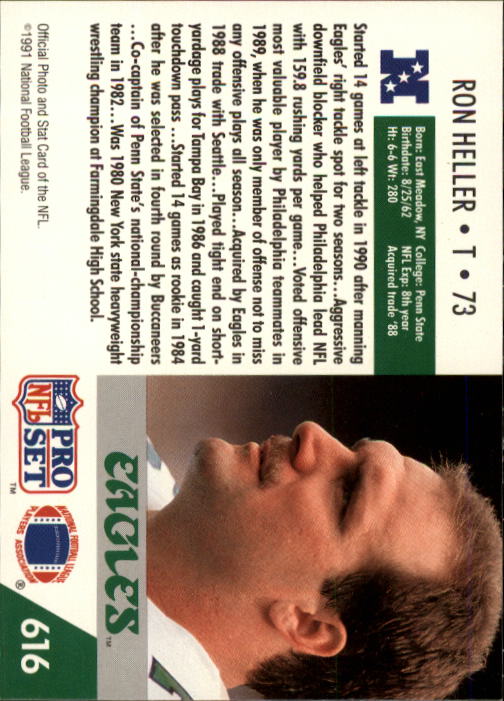 RON HELLER • T • 73
N
Born: East Meadow, NY College: Penn State
Birthdate: 8/25/62 NFL Exp: 8th year
Ht: 6-6 Wt: 280 Acquired trade '88
Started 14 games at left tackle in 1990 after manning
Eagles' right tackle spot for two seasons...Aggressive
downfield blocker who helped Philadelphia lead NFL
with 159.8 rushing yards per game...Voted offensive
most valuable player by Philadelphia teammates in
1989, when he was only member of offense not to miss
any offensive plays all season...Acquired by Eagles in
1988 trade with Seattle...Played tight end on short-
yardage plays for Tampa Bay in 1986 and caught 1-yard
touchdown pass ...Started 14 games as rookie in 1984
after he was selected in fourth round by Buccaneers
...Co-captain of Penn State's national-championship
team in 1982...Was 1980 New York state heavyweight
wrestling champion at Farmingdale High School.
Official Photo and Stat Card of the NFL.
©1991 National Football League.
EAGLES™
PRO
NFL
SET™
NATIONAL FOOTBALL LEAGUE
PLAYERS ASSOCIATION®
616